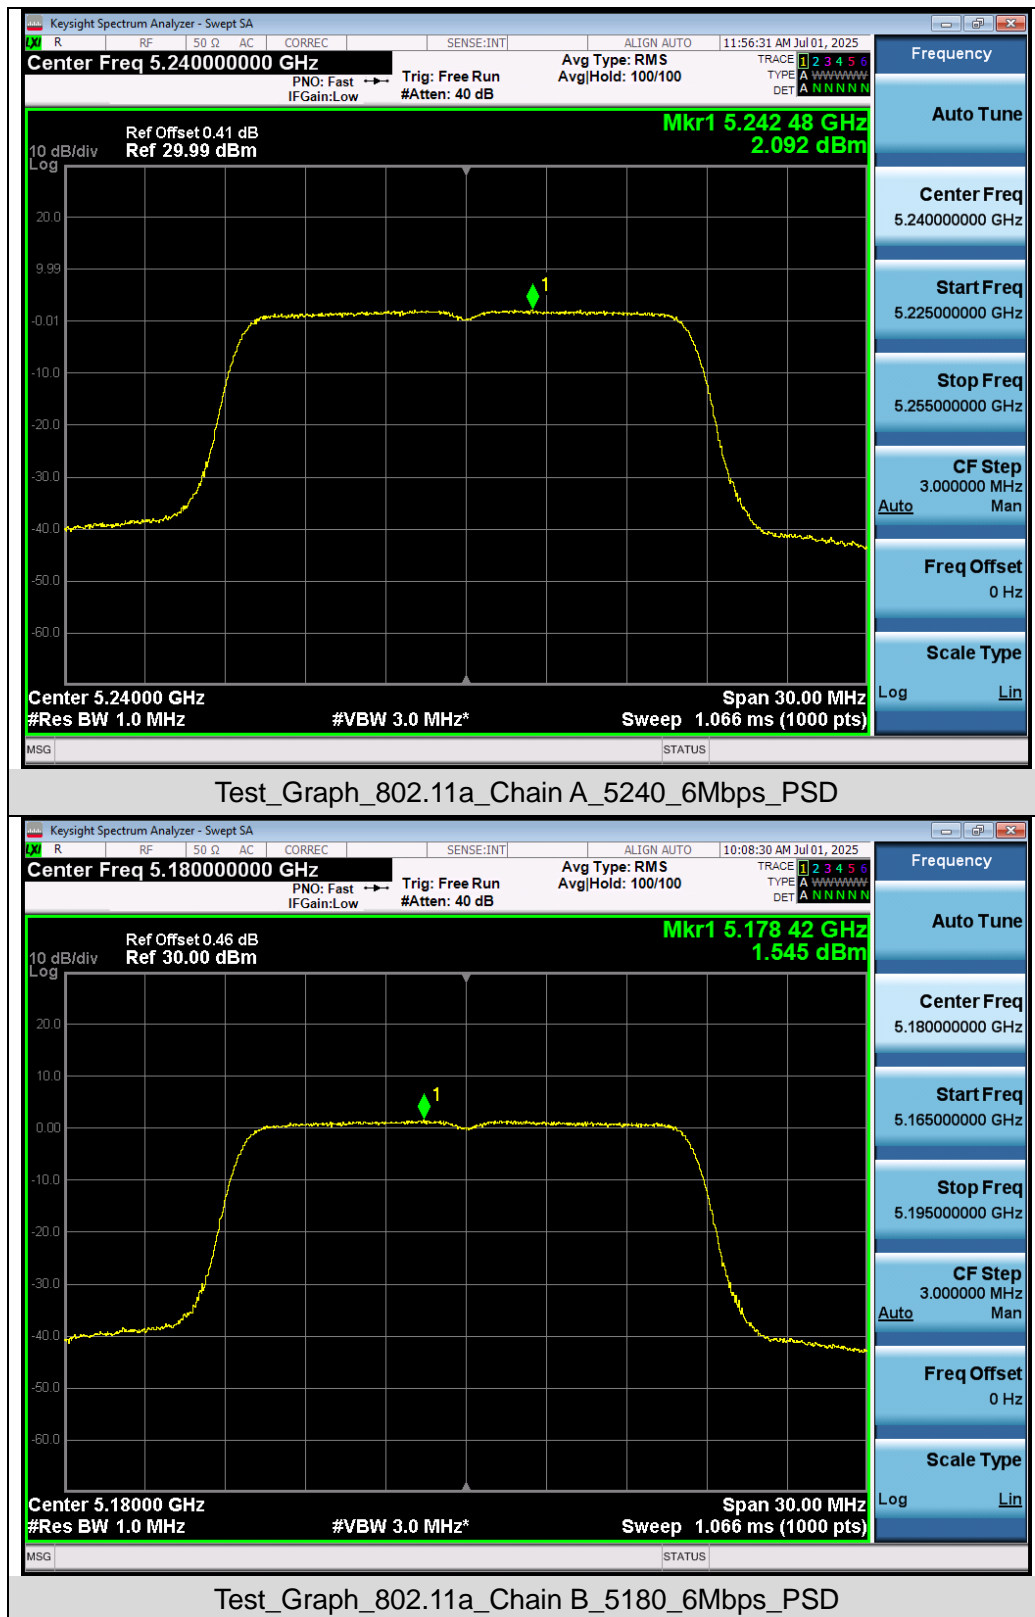 Keysight Spectrum Analyzer - Swept SA
LXI R RF 50 Ω AC CORREC SENSE:INT ALIGN AUTO 11:56:31 AM Jul 01, 2025
Center Freq 5.240000000 GHz
PNO: Fast
IFGain:Low
Trig: Free Run
#Atten: 40 dB
Avg Type: RMS
Avg|Hold: 100/100
TRACE 1 2 3 4 5 6
TYPE A WWWWW
DET A N N N N N
Ref Offset 0.41 dB
Ref 29.99 dBm
10 dB/div
Log
Mkr1 5.242 48 GHz
2.092 dBm
20.0
9.99
-0.01
-10.0
-20.0
-30.0
-40.0
-50.0
-60.0
1
Center 5.24000 GHz
#Res BW 1.0 MHz
#VBW 3.0 MHz*
Span 30.00 MHz
Sweep 1.066 ms (1000 pts)
MSG
STATUS
Frequency
Auto Tune
Center Freq
5.240000000 GHz
Start Freq
5.225000000 GHz
Stop Freq
5.255000000 GHz
CF Step
3.000000 MHz
Auto Man
Freq Offset
0 Hz
Scale Type
Log Lin
Test_Graph_802.11a_Chain A_5240_6Mbps_PSD
Keysight Spectrum Analyzer - Swept SA
LXI R RF 50 Ω AC CORREC SENSE:INT ALIGN AUTO 10:08:30 AM Jul 01, 2025
Center Freq 5.180000000 GHz
PNO: Fast
IFGain:Low
Trig: Free Run
#Atten: 40 dB
Avg Type: RMS
Avg|Hold: 100/100
TRACE 1 2 3 4 5 6
TYPE A WWWWW
DET A N N N N N
Ref Offset 0.46 dB
Ref 30.00 dBm
10 dB/div
Log
Mkr1 5.178 42 GHz
1.545 dBm
20.0
10.0
0.00
-10.0
-20.0
-30.0
-40.0
-50.0
-60.0
1
Center 5.18000 GHz
#Res BW 1.0 MHz
#VBW 3.0 MHz*
Span 30.00 MHz
Sweep 1.066 ms (1000 pts)
MSG
STATUS
Frequency
Auto Tune
Center Freq
5.180000000 GHz
Start Freq
5.165000000 GHz
Stop Freq
5.195000000 GHz
CF Step
3.000000 MHz
Auto Man
Freq Offset
0 Hz
Scale Type
Log Lin
Test_Graph_802.11a_Chain B_5180_6Mbps_PSD